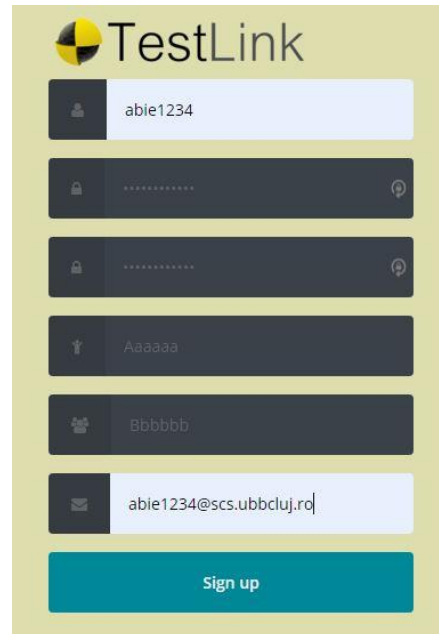 TestLink
abie1234
••••••••••••
••••••••••••
Aaaaaa
Bbbbbb
abie1234@scs.ubbcluj.ro
Sign up